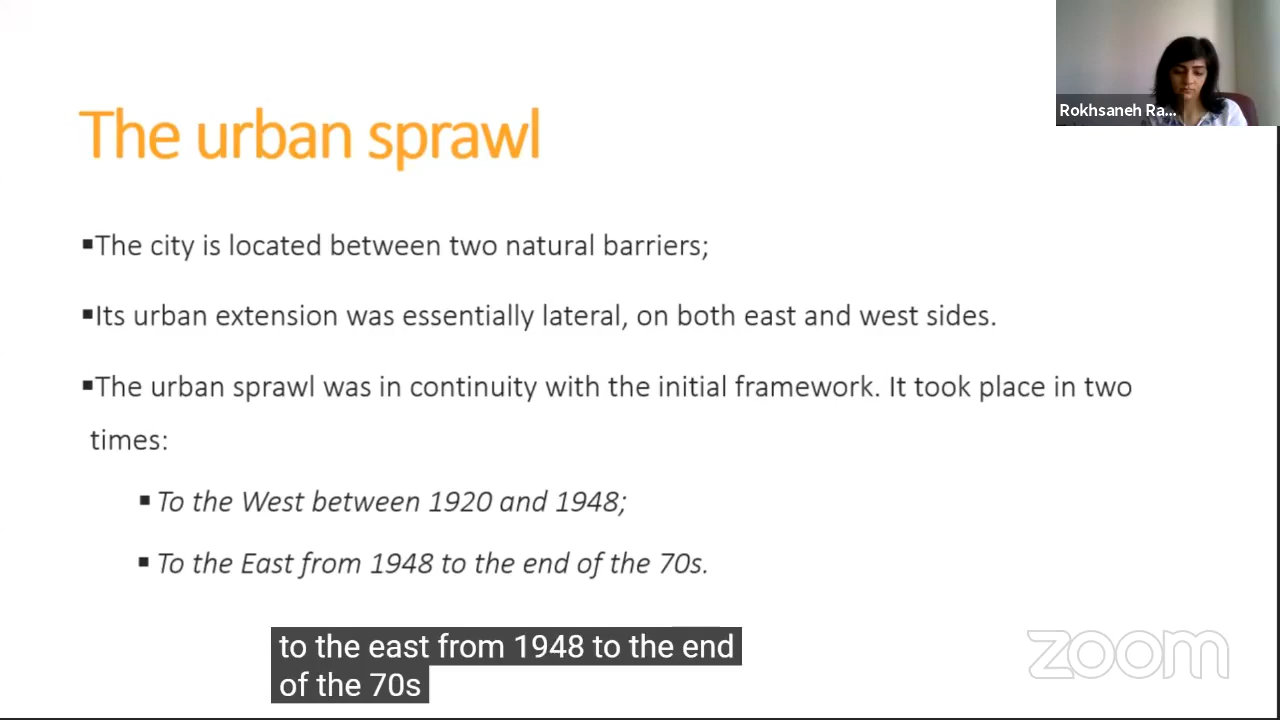 Rokhsaneh Ra...
The urban sprawl
▪The city is located between two natural barriers;
▪Its urban extension was essentially lateral, on both east and west sides.
▪The urban sprawl was in continuity with the initial framework. It took place in two
times:
▪ To the West between 1920 and 1948;
▪ To the East from 1948 to the end of the 70s.
to the east from 1948 to the end
of the 70s
zoom